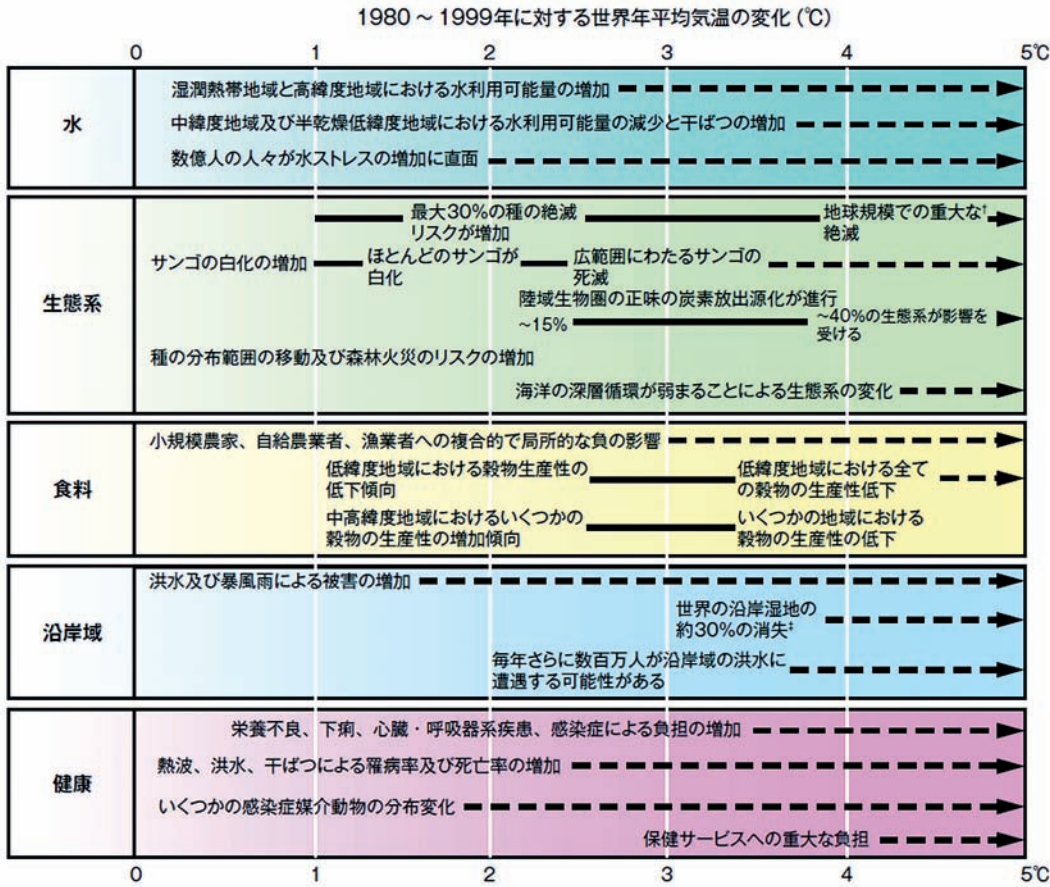 1980～1999年に対する世界年平均気温の変化（℃）
0 1 2 3 4 5℃
水
湿潤熱帯地域と高緯度地域における水利用可能量の増加
中緯度地域及び半乾燥低緯度地域における水利用可能量の減少と干ばつの増加
数億人の人々が水ストレスの増加に直面
生態系
最大30%の種の絶滅
リスクが増加
地球規模での重大な†
絶滅
サンゴの白化の増加
ほとんどのサンゴが
白化
広範囲にわたるサンゴの
死滅
陸域生物圏の正味の炭素放出源化が進行
~15%
~40%の生態系が影響を
受ける
種の分布範囲の移動及び森林火災のリスクの増加
海洋の深層循環が弱まることによる生態系の変化
食料
小規模農家、自給農業者、漁業者への複合的で局所的な負の影響
低緯度地域における穀物生産性の
低下傾向
低緯度地域における全て
の穀物の生産性低下
中高緯度地域におけるいくつかの
穀物の生産性の増加傾向
いくつかの地域における
穀物の生産性の低下
沿岸域
洪水及び暴風雨による被害の増加
世界の沿岸湿地の
約30%の消失‡
毎年さらに数百万人が沿岸域の洪水に
遭遇する可能性がある
健康
栄養不良、下痢、心臓・呼吸器系疾患、感染症による負担の増加
熱波、洪水、干ばつによる罹病率及び死亡率の増加
いくつかの感染症媒介動物の分布変化
保健サービスへの重大な負担
0 1 2 3 4 5℃